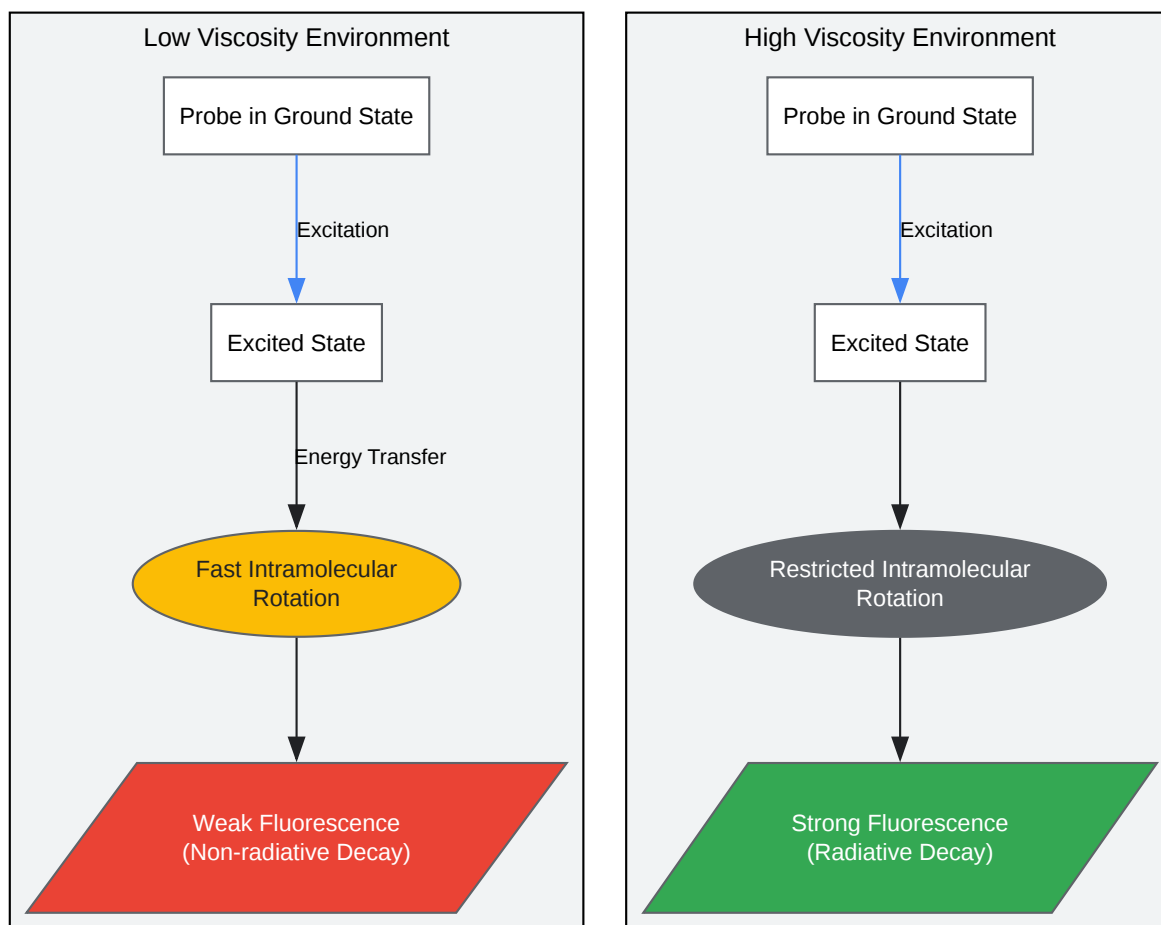 Low Viscosity Environment
Probe in Ground State
Excitation
Excited State
Energy Transfer
Fast Intramolecular
Rotation
Weak Fluorescence
(Non-radiative Decay)
High Viscosity Environment
Probe in Ground State
Excitation
Excited State
Restricted Intramolecular
Rotation
Strong Fluorescence
(Radiative Decay)